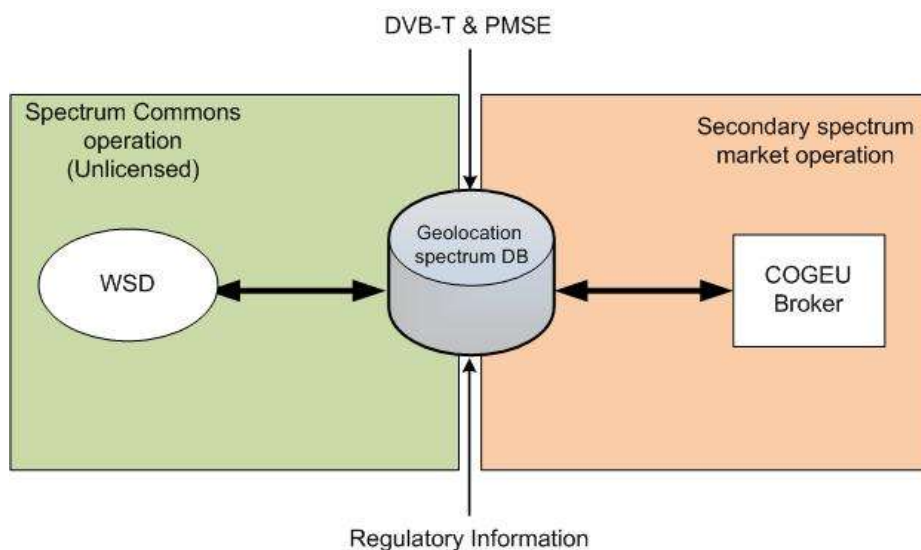 DVB-T & PMSE
Spectrum Commons
operation
(Unlicensed)
Secondary spectrum
market operation
Geolocation
spectrum DB
WSD
COGEU
Broker
Regulatory Information